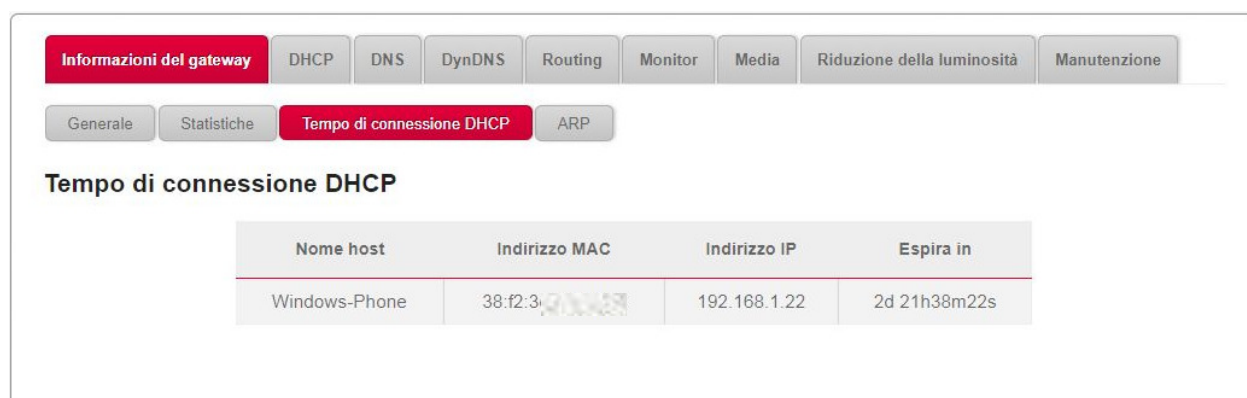 Informazioni del gateway DHCP DNS DynDNS Routing Monitor Media Riduzione della luminosità Manutenzione
Generale Statistiche Tempo di connessione DHCP ARP
Tempo di connessione DHCP
Nome host Indirizzo MAC Indirizzo IP Espira in
Windows-Phone 38:f2:3 192.168.1.22 2d 21h38m22s